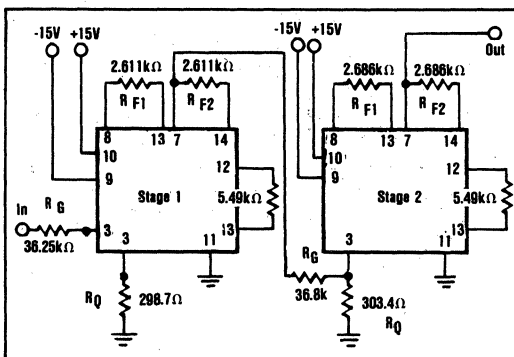 -15V +15V
2.611kΩ 2.611kΩ
R F1 R F2
8 13 7 14
10
9
12
Stage 1
5.49kΩ
In
R G
36.25kΩ
3
13
3 11
R Q 298.7Ω
-15V +15V
Out
2.686kΩ 2.686kΩ
R F1 R F2
8 13 7 14
10
9
12
Stage 2
5.49kΩ
13
3 11
R G
36.8k
303.4Ω
R Q